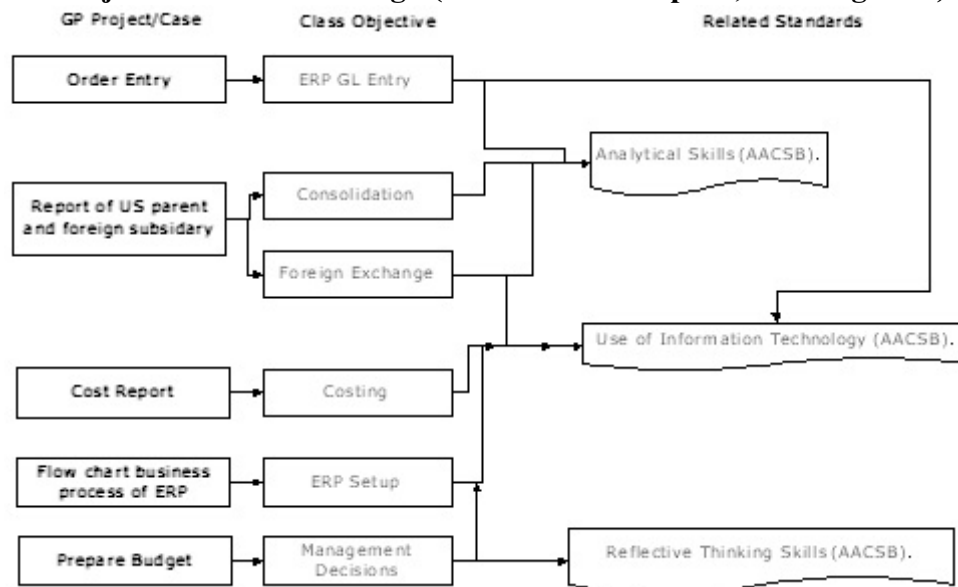 GP Project/Case
Class Objective
Related Standards
Order Entry
ERP GL Entry
Analytical Skills (AACSB).
Report of US parent
and foreign subsidary
Consolidation
Foreign Exchange
Use of Information Technology (AACSB).
Cost Report
Costing
Flow chart business
process of ERP
ERP Setup
Prepare Budget
Management
Decisions
Reflective Thinking Skills (AACSB).